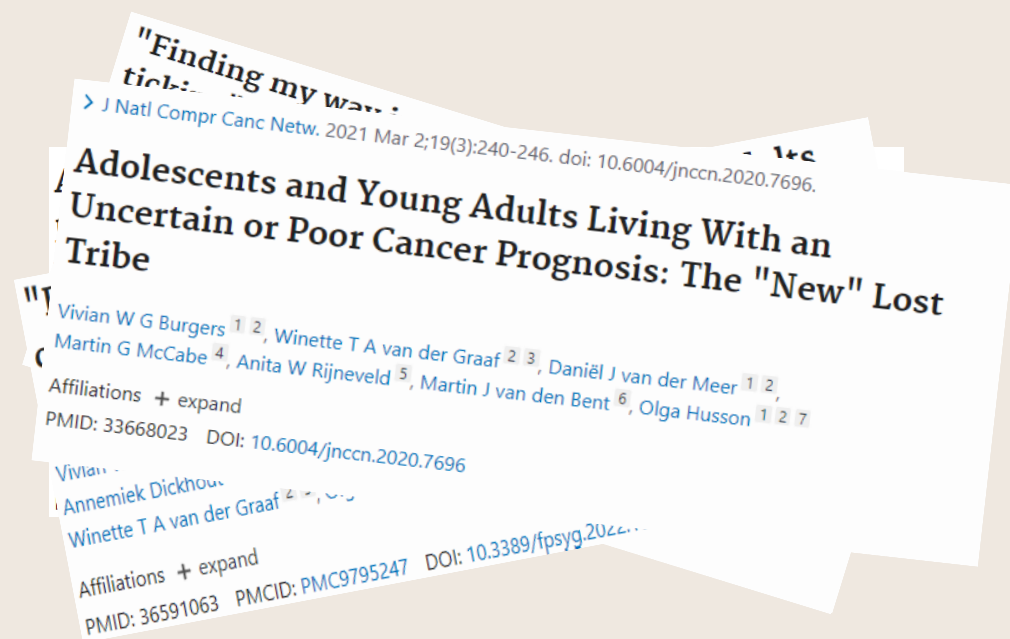 "Finding my way i
ticki
lts
> J Natl Compr Canc Netw. 2021 Mar 2;19(3):240-246. doi: 10.6004/jnccn.2020.7696.
Adolescents and Young Adults Living With an
Uncertain or Poor Cancer Prognosis: The "New" Lost
Tribe
Vivian W G Burgers 1 2, Winette T A van der Graaf 2 3, Daniël J van der Meer 1 2,
Martin G McCabe 4, Anita W Rijneveld 5, Martin J van den Bent 6, Olga Husson 1 2 7
Affiliations + expand
PMID: 33668023 DOI: 10.6004/jnccn.2020.7696
Vivian
Annemiek Dickhout
Winette T A van der Graaf 2
Affiliations + expand
PMID: 36591063 PMCID: PMC9795247 DOI: 10.3389/fpsyg.2022.